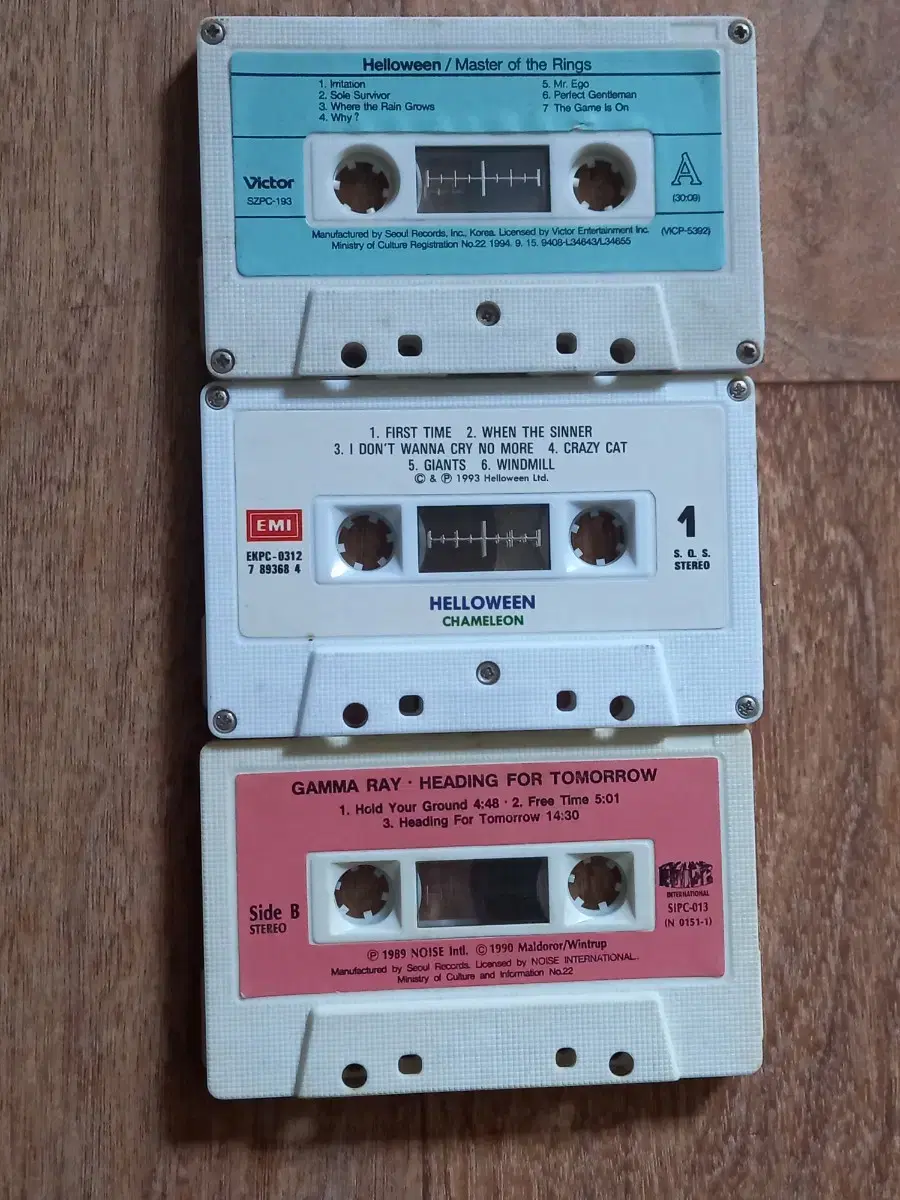 Helloween / Master of the Rings
1. Irritation
2. Sole Survivor
3. Where the Rain Grows
4. Why?
5. Mr. Ego
6. Perfect Gentleman
7 The Game Is On
Victor
SZPC-193
A
(30:09)
Manufactured by Seoul Records, Inc., Korea. Licensed by Victor Entertainment Inc. (VICP-5392)
Ministry of Culture Registration No.22 1994. 9. 15. 9408-L34643/L34655
1. FIRST TIME 2. WHEN THE SINNER
3. I DON'T WANNA CRY NO MORE 4. CRAZY CAT
5. GIANTS 6. WINDMILL
© & ℗ 1993 Helloween Ltd.
EMI
EKPC-0312
7 89368 4
1
S. Q. S.
STEREO
HELLOWEEN
CHAMELEON
GAMMA RAY · HEADING FOR TOMORROW
1. Hold Your Ground 4:48 · 2. Free Time 5:01
3. Heading For Tomorrow 14:30
Side B
STEREO
NOISE
INTERNATIONAL
SIPC-013
(N 0151-1)
℗ 1989 NOISE Intl. © 1990 Maldoror/Wintrup
Manufactured by Seoul Records. Licensed by NOISE INTERNATIONAL.
Ministry of Culture and Information No.22